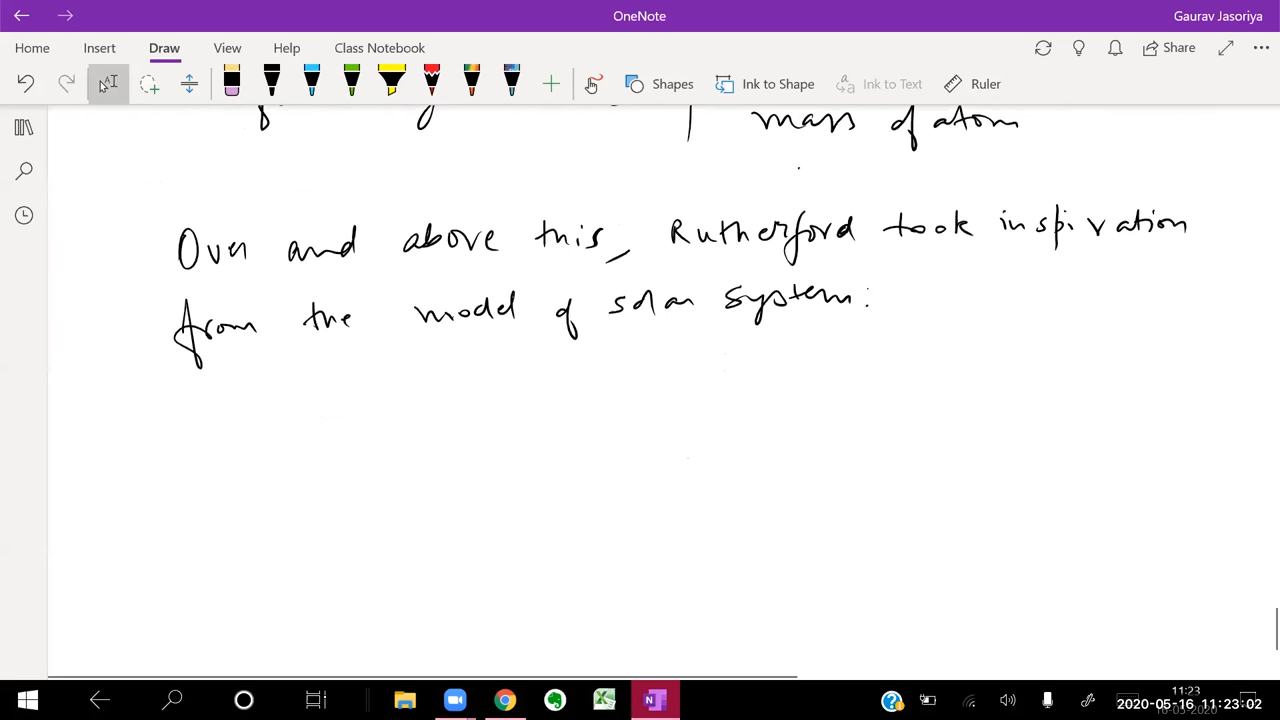 OneNote
Gaurav Jasoriya
Home Insert Draw View Help Class Notebook Share
Shapes Ink to Shape Ink to Text Ruler
mass of atom
Over and above this, Rutherford took inspiration
from the model of solar system:
11:23
2020-05-16 11:23:02